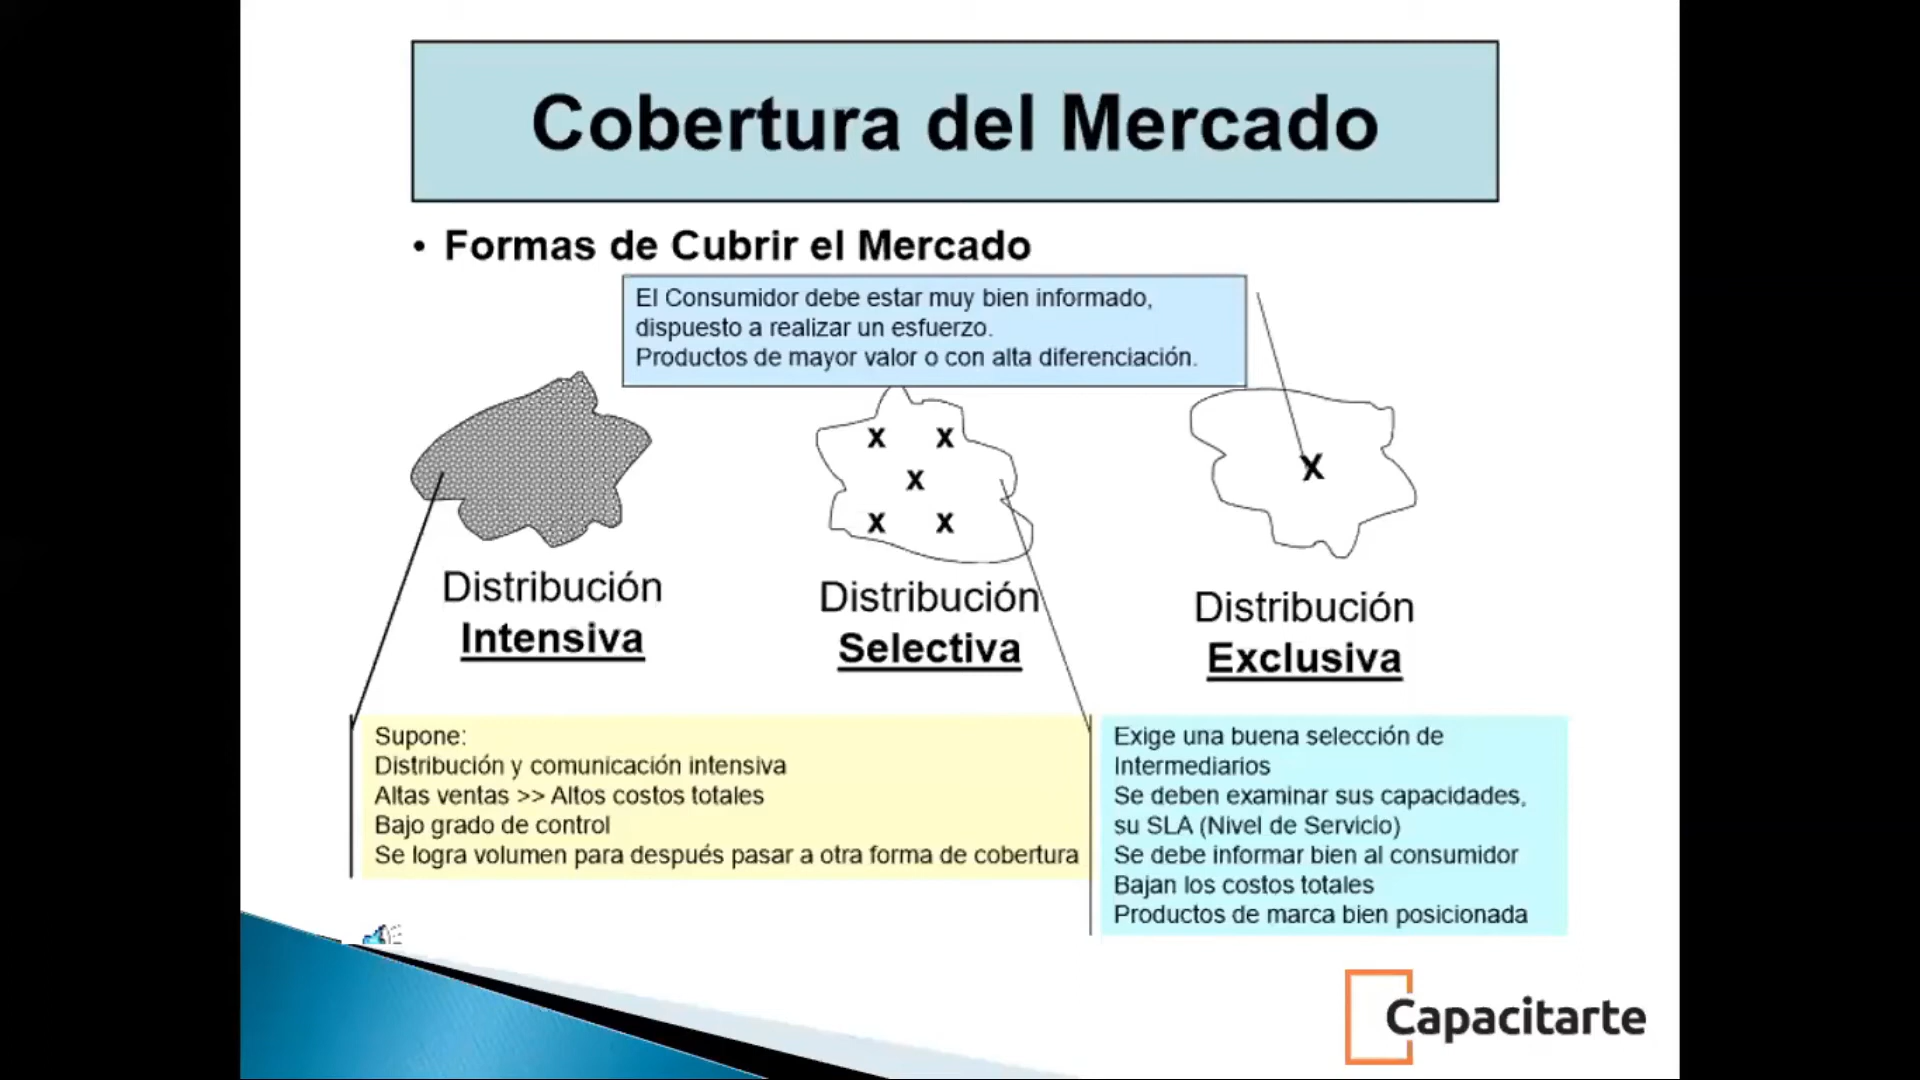 Cobertura del Mercado
• Formas de Cubrir el Mercado
El Consumidor debe estar muy bien informado,
dispuesto a realizar un esfuerzo.
Productos de mayor valor o con alta diferenciación.
x x
x
x x
x
Distribución
Intensiva
Distribución
Selectiva
Distribución
Exclusiva
Supone:
Distribución y comunicación intensiva
Altas ventas >> Altos costos totales
Bajo grado de control
Se logra volumen para después pasar a otra forma de cobertura
Exige una buena selección de
Intermediarios
Se deben examinar sus capacidades,
su SLA (Nivel de Servicio)
Se debe informar bien al consumidor
Bajan los costos totales
Productos de marca bien posicionada
Capacitarte